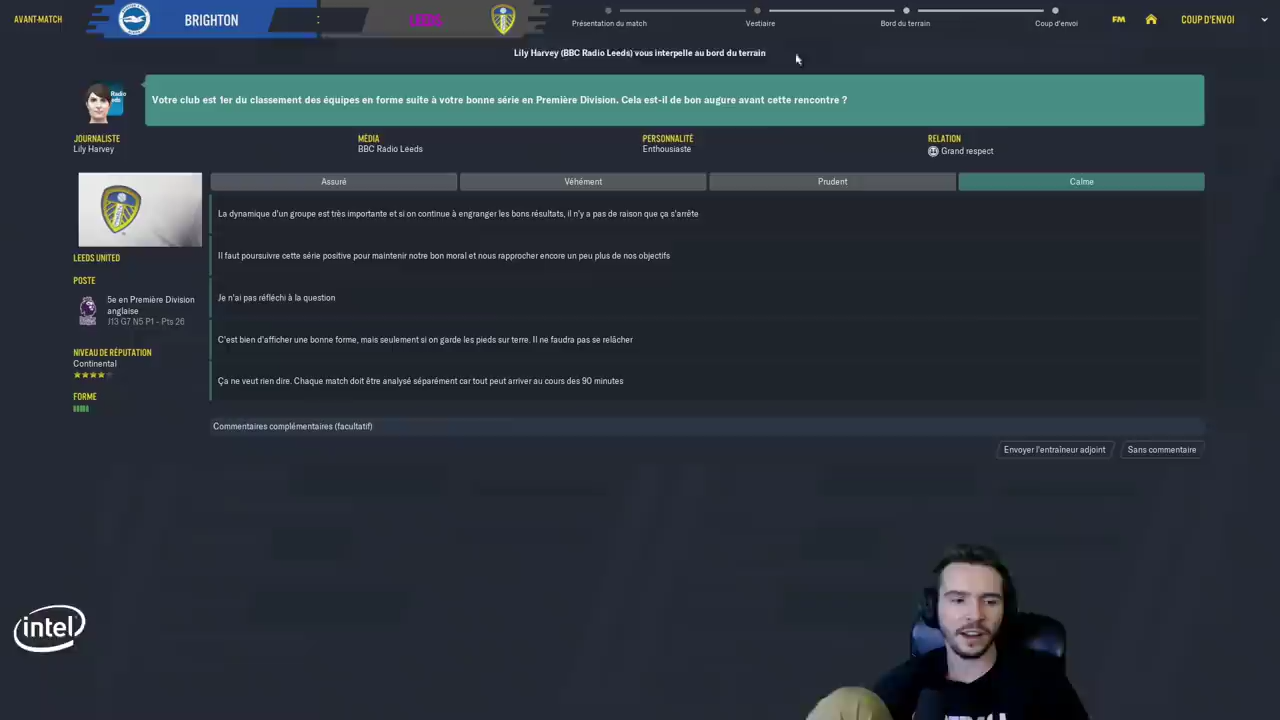 AVANT-MATCH
BRIGHTON
:
LEEDS
Présentation du match
Vestiaire
Bord du terrain
Coup d'envoi
FM
COUP D'ENVOI
Lily Harvey (BBC Radio Leeds) vous interpelle au bord du terrain
Votre club est 1er du classement des équipes en forme suite à votre bonne série en Première Division. Cela est-il de bon augure avant cette rencontre ?
JOURNALISTE
Lily Harvey
MÉDIA
BBC Radio Leeds
PERSONNALITÉ
Enthousiaste
RELATION
Grand respect
Assuré
Véhément
Prudent
Calme
La dynamique d'un groupe est très importante et si on continue à engranger les bons résultats, il n'y a pas de raison que ça s'arrête
Il faut poursuivre cette série positive pour maintenir notre bon moral et nous rapprocher encore un peu plus de nos objectifs
Je n'ai pas réfléchi à la question
C'est bien d'afficher une bonne forme, mais seulement si on garde les pieds sur terre. Il ne faudra pas se relâcher
Ça ne veut rien dire. Chaque match doit être analysé séparément car tout peut arriver au cours des 90 minutes
LEEDS UNITED
POSTE
5e en Première Division
anglaise
J13 G7 N5 P1 - Pts 26
NIVEAU DE RÉPUTATION
Continental
FORME
Commentaires complémentaires (facultatif)
Envoyer l'entraîneur adjoint
Sans commentaire
intel